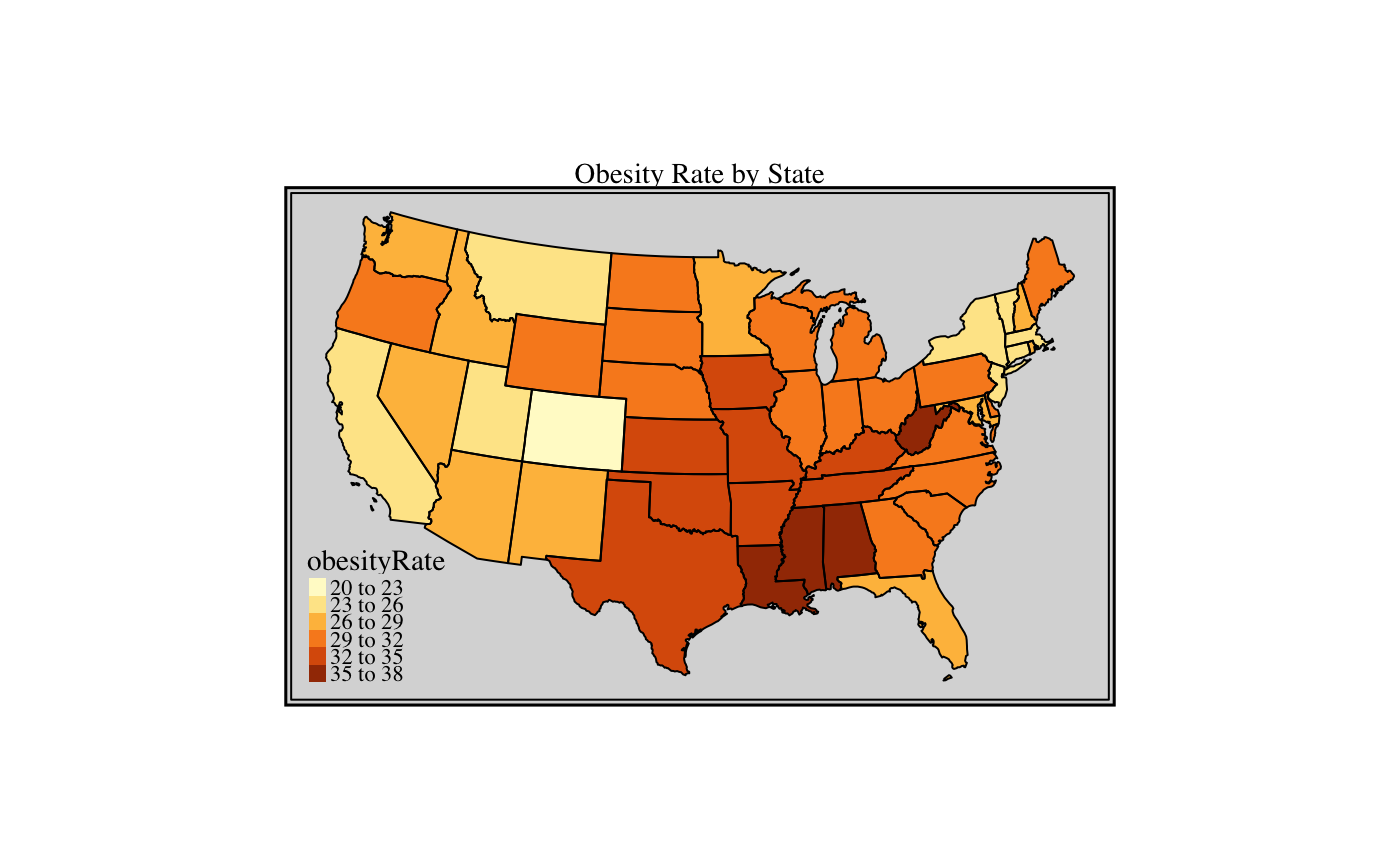 Obesity Rate by State
obesityRate
20 to 23
23 to 26
26 to 29
29 to 32
32 to 35
35 to 38